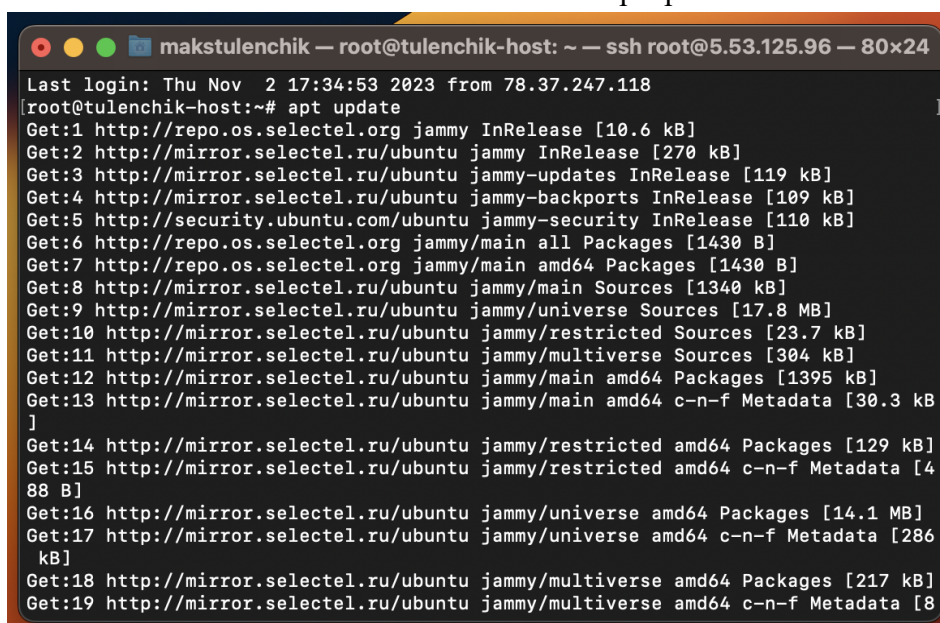 makstulenchik — root@tulenchik-host: ~ — ssh root@5.53.125.96 — 80×24
Last login: Thu Nov  2 17:34:53 2023 from 78.37.247.118
[root@tulenchik-host:~# apt update ]
Get:1 http://repo.os.selectel.org jammy InRelease [10.6 kB]
Get:2 http://mirror.selectel.ru/ubuntu jammy InRelease [270 kB]
Get:3 http://mirror.selectel.ru/ubuntu jammy-updates InRelease [119 kB]
Get:4 http://mirror.selectel.ru/ubuntu jammy-backports InRelease [109 kB]
Get:5 http://security.ubuntu.com/ubuntu jammy-security InRelease [110 kB]
Get:6 http://repo.os.selectel.org jammy/main all Packages [1430 B]
Get:7 http://repo.os.selectel.org jammy/main amd64 Packages [1430 B]
Get:8 http://mirror.selectel.ru/ubuntu jammy/main Sources [1340 kB]
Get:9 http://mirror.selectel.ru/ubuntu jammy/universe Sources [17.8 MB]
Get:10 http://mirror.selectel.ru/ubuntu jammy/restricted Sources [23.7 kB]
Get:11 http://mirror.selectel.ru/ubuntu jammy/multiverse Sources [304 kB]
Get:12 http://mirror.selectel.ru/ubuntu jammy/main amd64 Packages [1395 kB]
Get:13 http://mirror.selectel.ru/ubuntu jammy/main amd64 c-n-f Metadata [30.3 kB
]
Get:14 http://mirror.selectel.ru/ubuntu jammy/restricted amd64 Packages [129 kB]
Get:15 http://mirror.selectel.ru/ubuntu jammy/restricted amd64 c-n-f Metadata [4
88 B]
Get:16 http://mirror.selectel.ru/ubuntu jammy/universe amd64 Packages [14.1 MB]
Get:17 http://mirror.selectel.ru/ubuntu jammy/universe amd64 c-n-f Metadata [286
 kB]
Get:18 http://mirror.selectel.ru/ubuntu jammy/multiverse amd64 Packages [217 kB]
Get:19 http://mirror.selectel.ru/ubuntu jammy/multiverse amd64 c-n-f Metadata [8